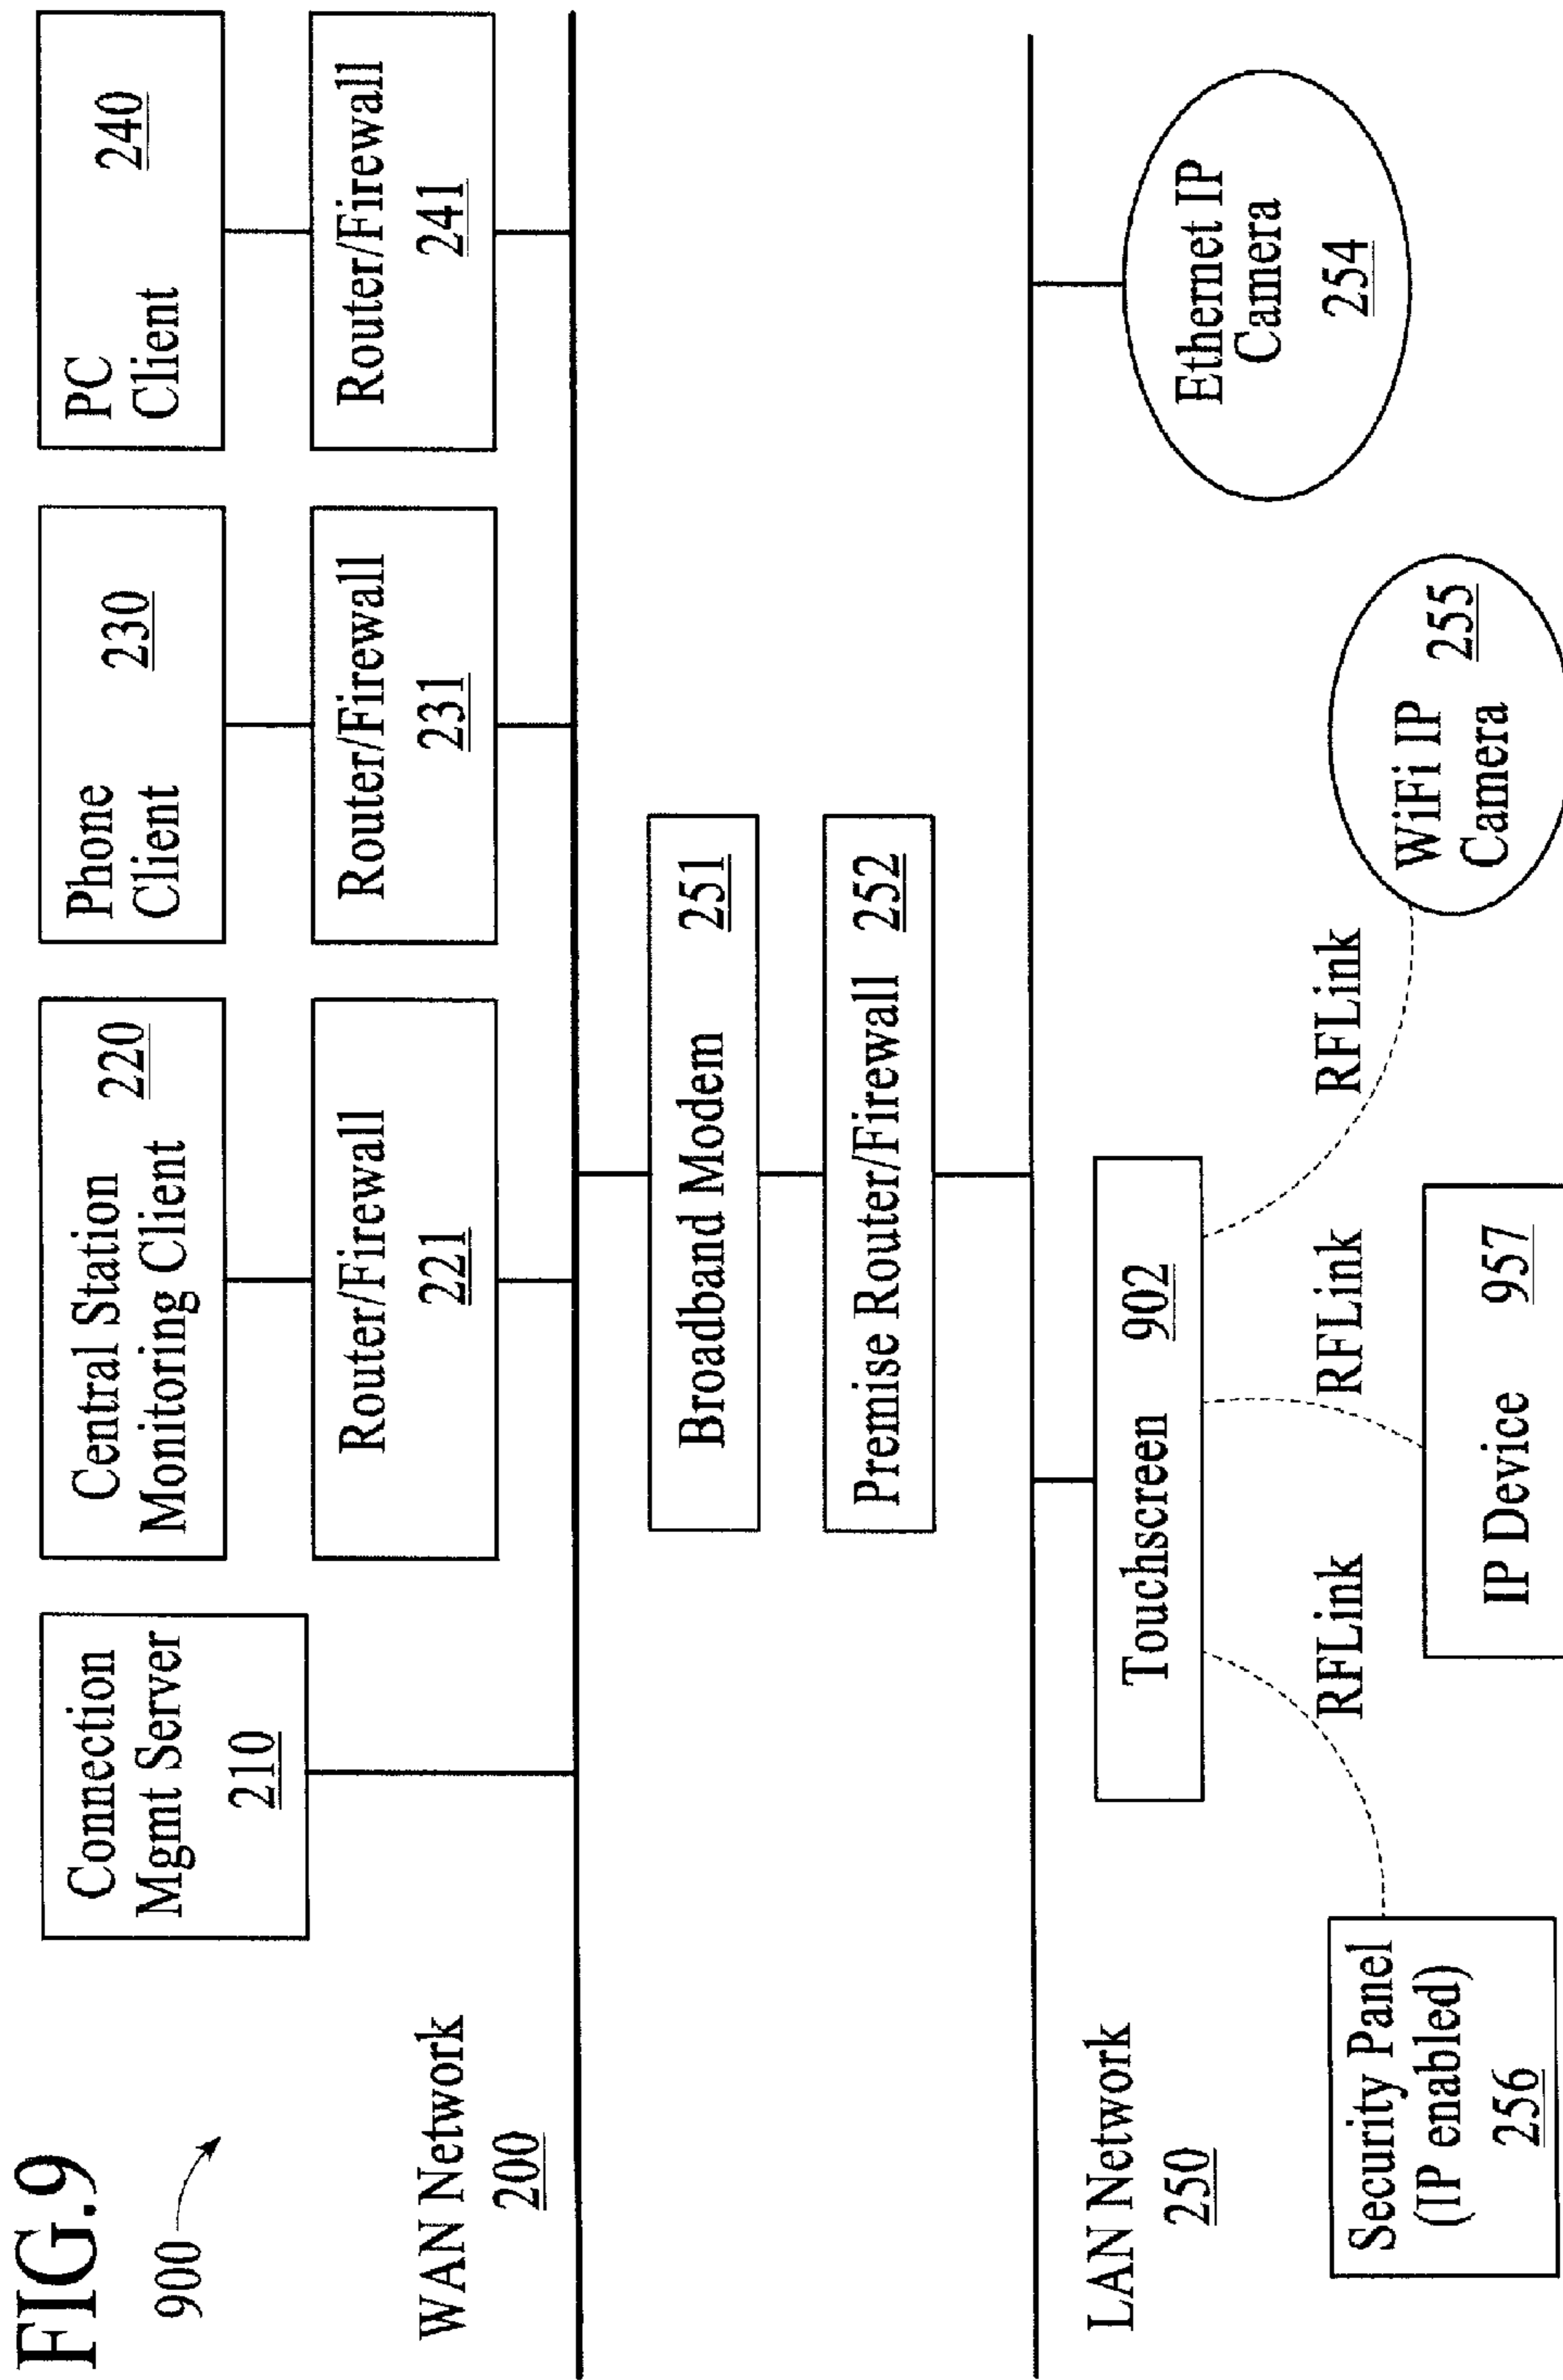 FIG.9
900
Connection
Mgmt Server
210
Central Station
Monitoring Client
220
Phone
Client
230
PC
Client
240
Router/Firewall
221
Router/Firewall
231
Router/Firewall
241
WAN Network
200
Broadband Modem 251
Premise Router/Firewall 252
LAN Network
250
Touchscreen 902
RFLink
RFLink
RFLink
Security Panel
(IP enabled)
256
IP Device 957
WiFi IP
Camera
255
Ethernet IP
Camera
254